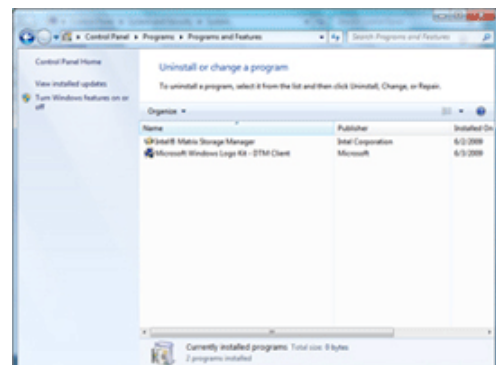 Control Panel ▸ Programs ▸ Programs and Features
Search Programs and Features
Control Panel Home
View installed updates
Turn Windows features on or
off
Uninstall or change a program
To uninstall a program, select it from the list and then click Uninstall, Change, or Repair.
Organize
Name Publisher Installed On
Intel® Matrix Storage Manager Intel Corporation 6/2/2009
Microsoft Windows Logo Kit - DTM Client Microsoft 6/3/2009
Currently installed programs Total size: 0 bytes
2 programs installed